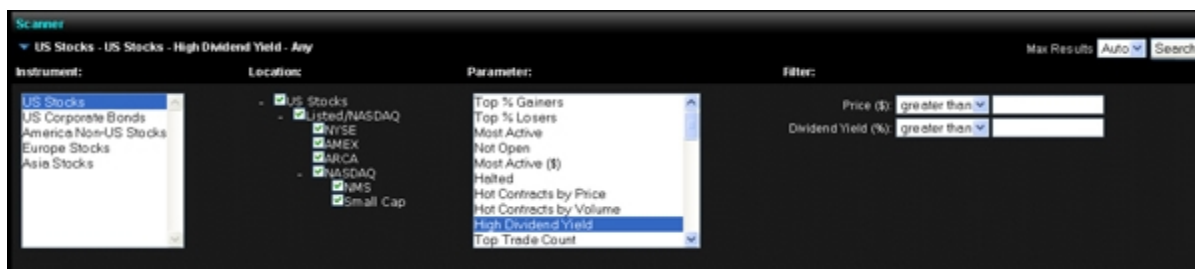 Scanner
US Stocks - US Stocks - High Dividend Yield - Any
Max Results Auto Search
Instrument: Location: Parameter: Filter:
US Stocks
US Corporate Bonds
America Non-US Stocks
Europe Stocks
Asia Stocks
- US Stocks
- Listed/NASDAQ
NYSE
AMEX
ARCA
- NASDAQ
NMS
Small Cap
Top % Gainers
Top % Losers
Most Active
Not Open
Most Active ($)
Halted
Hot Contracts by Price
Hot Contracts by Volume
High Dividend Yield
Top Trade Count
Price ($): greater than
Dividend Yield (%): greater than